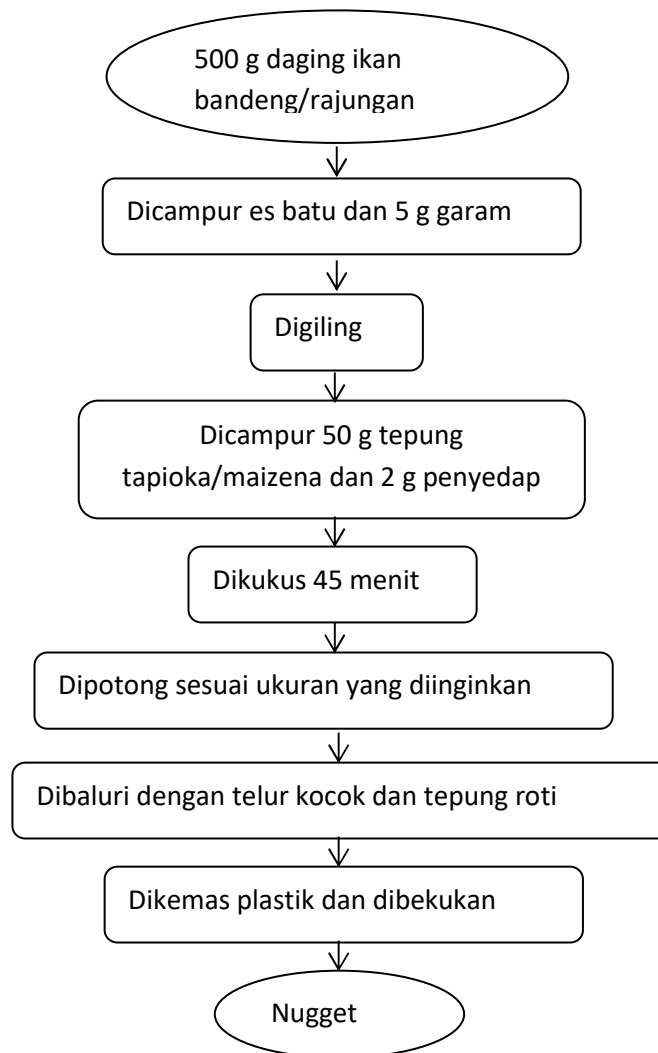 500 g daging ikan
bandeng/rajungan
Dicampur es batu dan 5 g garam
Digiling
Dicampur 50 g tepung
tapioka/maizena dan 2 g penyedap
Dikukus 45 menit
Dipotong sesuai ukuran yang diinginkan
Dibaluri dengan telur kocok dan tepung roti
Dikemas plastik dan dibekukan
Nugget